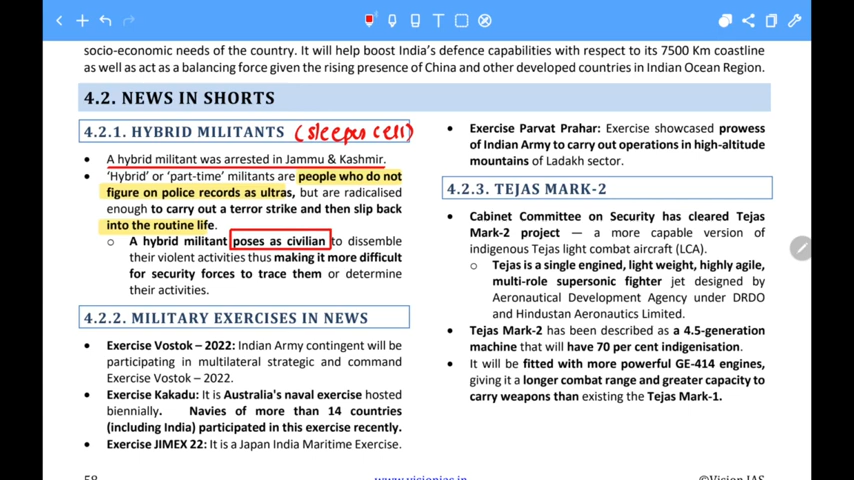 socio-economic needs of the country. It will help boost India's defence capabilities with respect to its 7500 Km coastline
as well as act as a balancing force given the rising presence of China and other developed countries in Indian Ocean Region.
4.2. NEWS IN SHORTS
4.2.1. HYBRID MILITANTS (sleeper cell)
• A hybrid militant was arrested in Jammu & Kashmir.
• 'Hybrid' or 'part-time' militants are people who do not
figure on police records as ultras, but are radicalised
enough to carry out a terror strike and then slip back
into the routine life.
o A hybrid militant poses as civilian to dissemble
their violent activities thus making it more difficult
for security forces to trace them or determine
their activities.
4.2.2. MILITARY EXERCISES IN NEWS
• Exercise Vostok – 2022: Indian Army contingent will be
participating in multilateral strategic and command
Exercise Vostok – 2022.
• Exercise Kakadu: It is Australia's naval exercise hosted
biennially. Navies of more than 14 countries
(including India) participated in this exercise recently.
• Exercise JIMEX 22: It is a Japan India Maritime Exercise.
• Exercise Parvat Prahar: Exercise showcased prowess
of Indian Army to carry out operations in high-altitude
mountains of Ladakh sector.
4.2.3. TEJAS MARK-2
• Cabinet Committee on Security has cleared Tejas
Mark-2 project — a more capable version of
indigenous Tejas light combat aircraft (LCA).
o Tejas is a single engined, light weight, highly agile,
multi-role supersonic fighter jet designed by
Aeronautical Development Agency under DRDO
and Hindustan Aeronautics Limited.
• Tejas Mark-2 has been described as a 4.5-generation
machine that will have 70 per cent indigenisation.
• It will be fitted with more powerful GE-414 engines,
giving it a longer combat range and greater capacity to
carry weapons than existing the Tejas Mark-1.
58 www.visionias.in ©Vision IAS